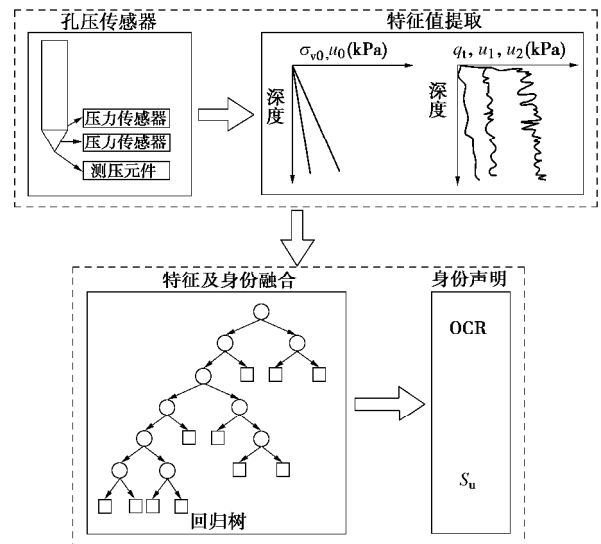 孔压传感器
压力传感器
压力传感器
测压元件
特征值提取
σv0,u0(kPa)
深度
qt, u1, u2(kPa)
深度
特征及身份融合
回归树
身份声明
OCR
Su